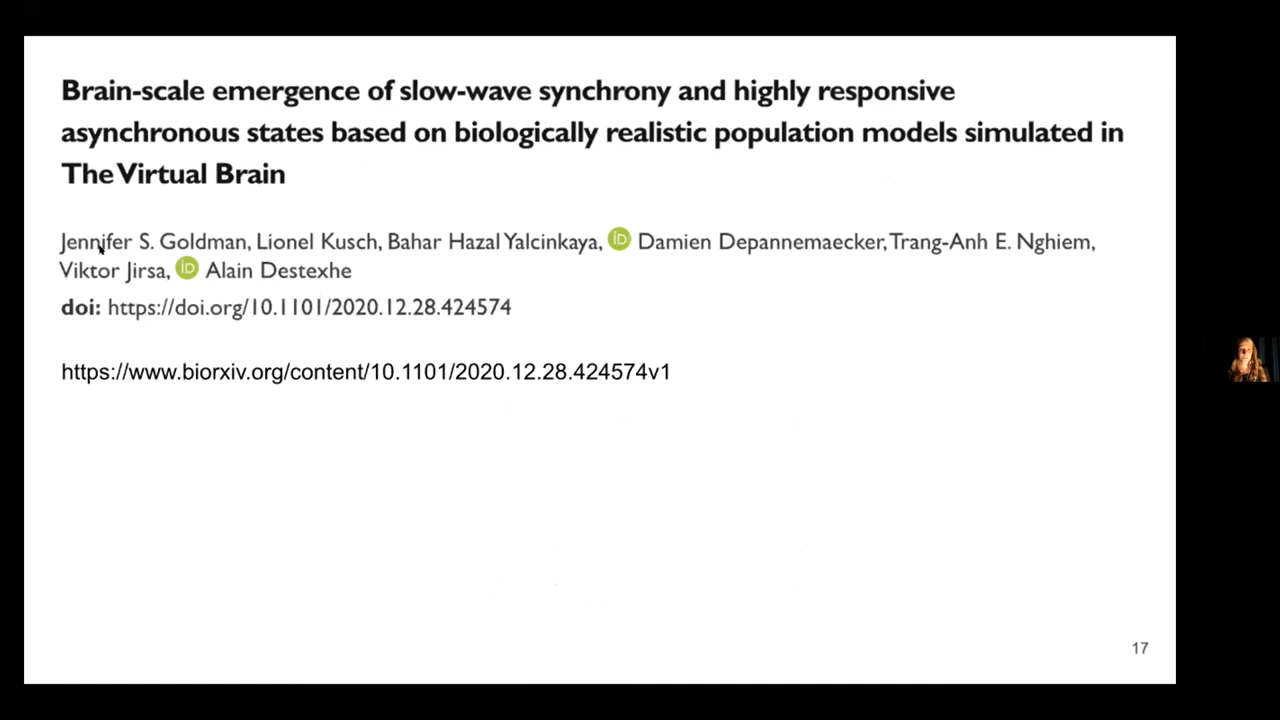 Brain-scale emergence of slow-wave synchrony and highly responsive
asynchronous states based on biologically realistic population models simulated in
The Virtual Brain
Jennifer S. Goldman, Lionel Kusch, Bahar Hazal Yalcinkaya, iD Damien Depannemaecker, Trang-Anh E. Nghiem,
Viktor Jirsa, iD Alain Destexhe
doi: https://doi.org/10.1101/2020.12.28.424574
https://www.biorxiv.org/content/10.1101/2020.12.28.424574v1
17